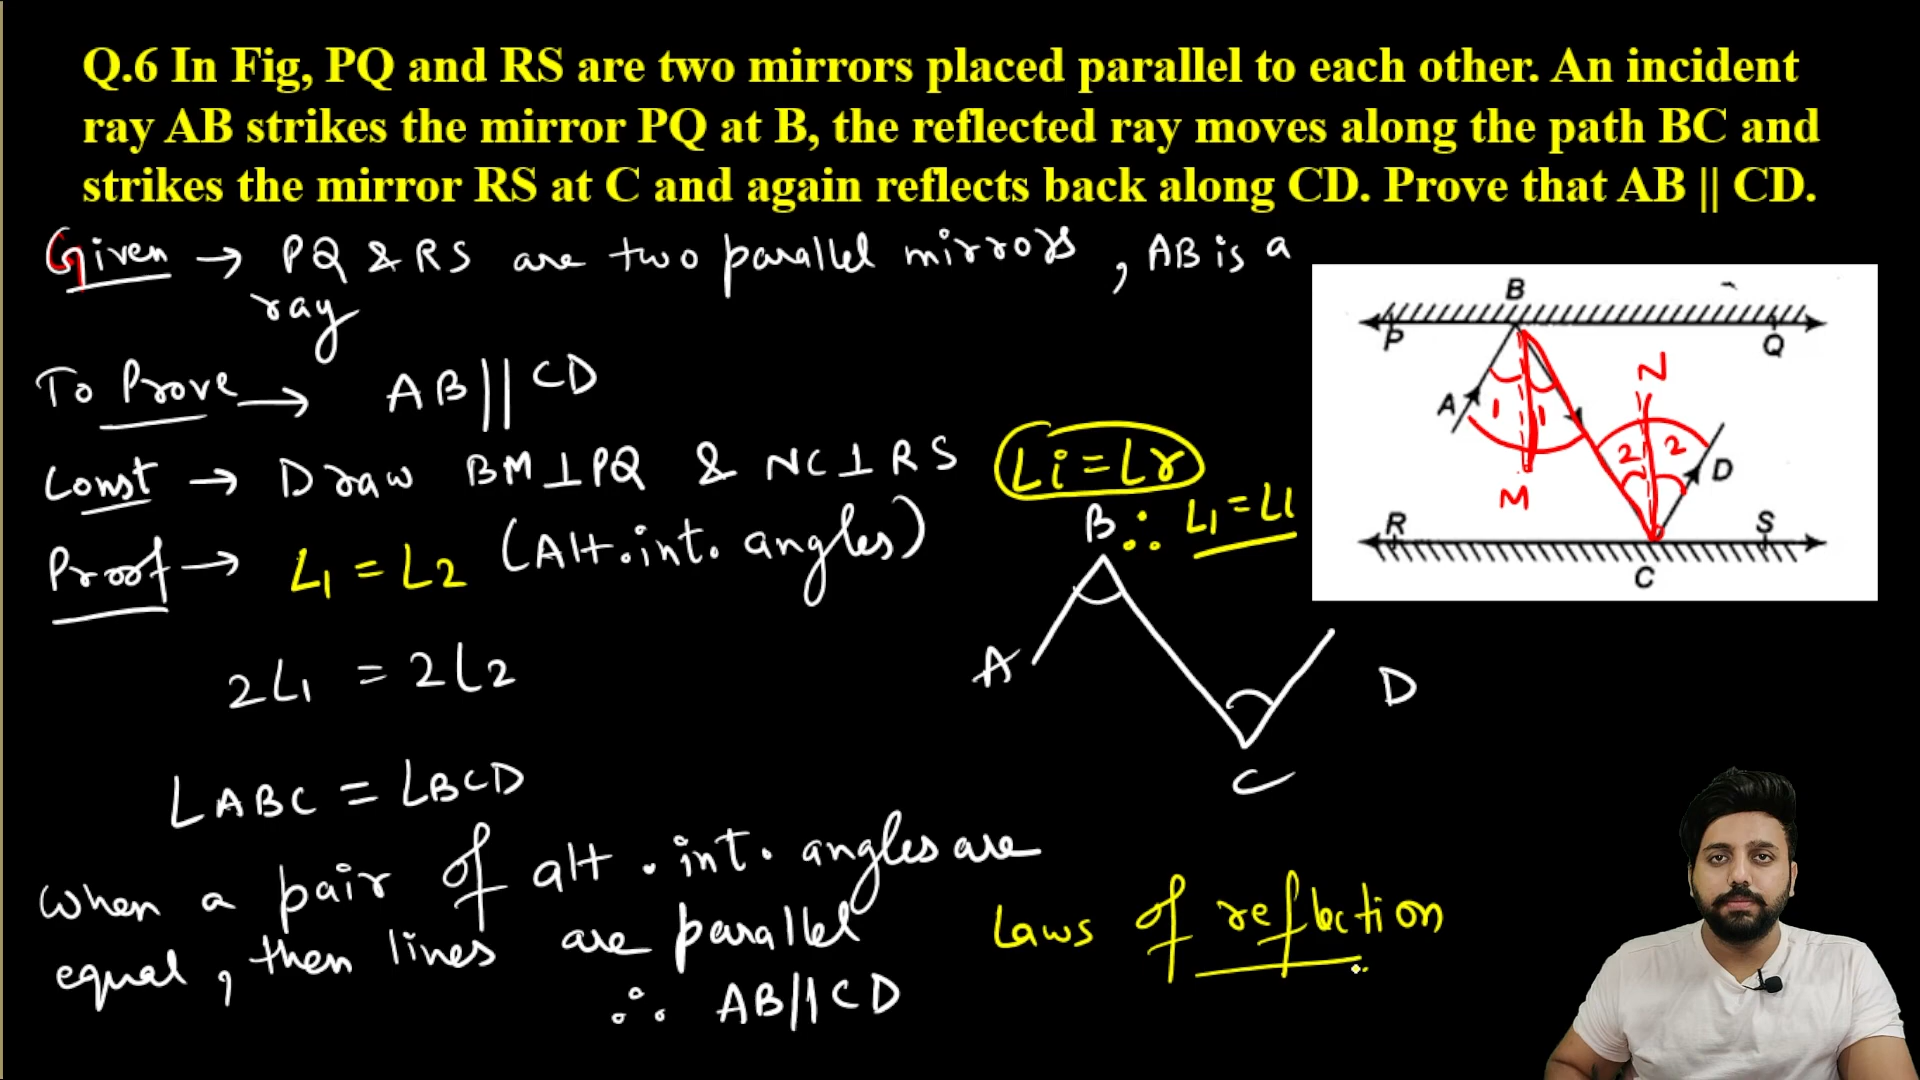 Q.6 In Fig, PQ and RS are two mirrors placed parallel to each other. An incident
ray AB strikes the mirror PQ at B, the reflected ray moves along the path BC and
strikes the mirror RS at C and again reflects back along CD. Prove that AB || CD.
Given → PQ & RS are two parallel mirrors, AB is a
ray
To Prove → AB || CD
Const → Draw BM ⊥ PQ & NC ⊥ RS
Proof → ∠1 = ∠2 (Alt. int. angles)
2∠1 = 2∠2
∠ABC = ∠BCD
When a pair of alt. int. angles are
equal, then lines are parallel
∴ AB || CD
∠i = ∠r
∴ ∠1 = ∠1
B
A
D
C
Laws of reflection
B
P
Q
N
A
1 1
2 2
D
M
R
S
C